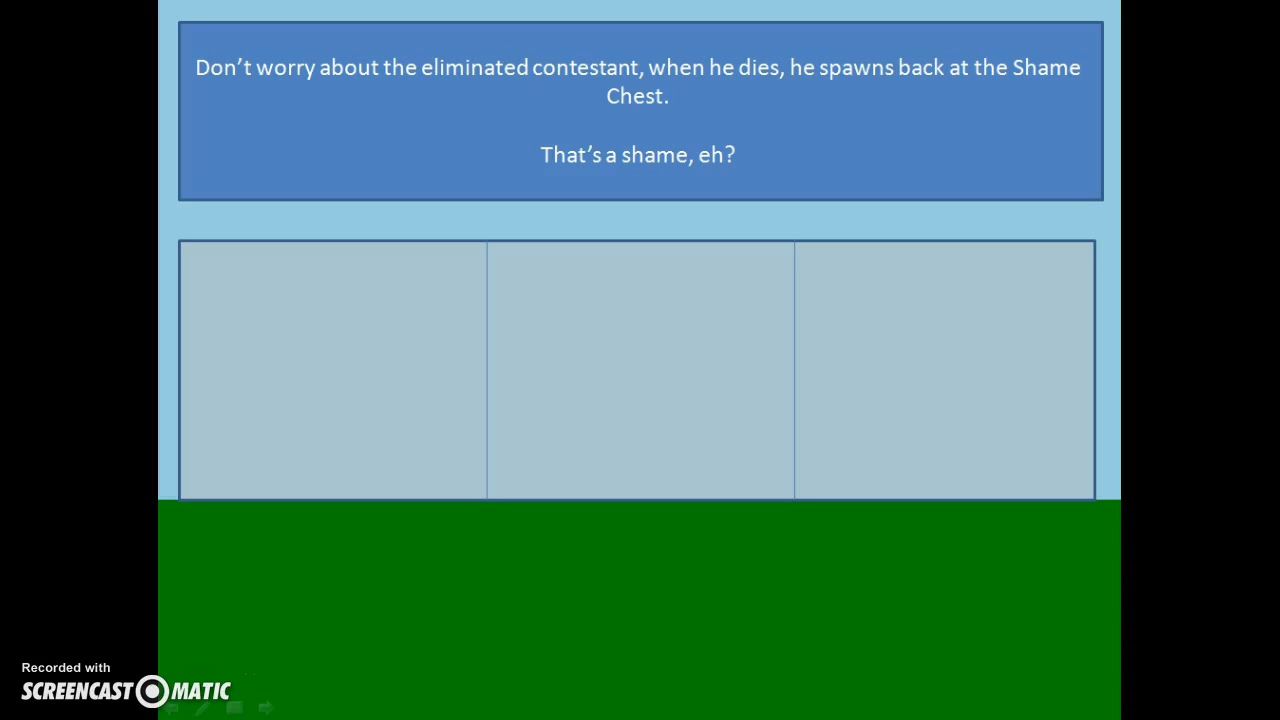 Don't worry about the eliminated contestant, when he dies, he spawns back at the Shame
Chest.
That's a shame, eh?
Recorded with
SCREENCAST MATIC